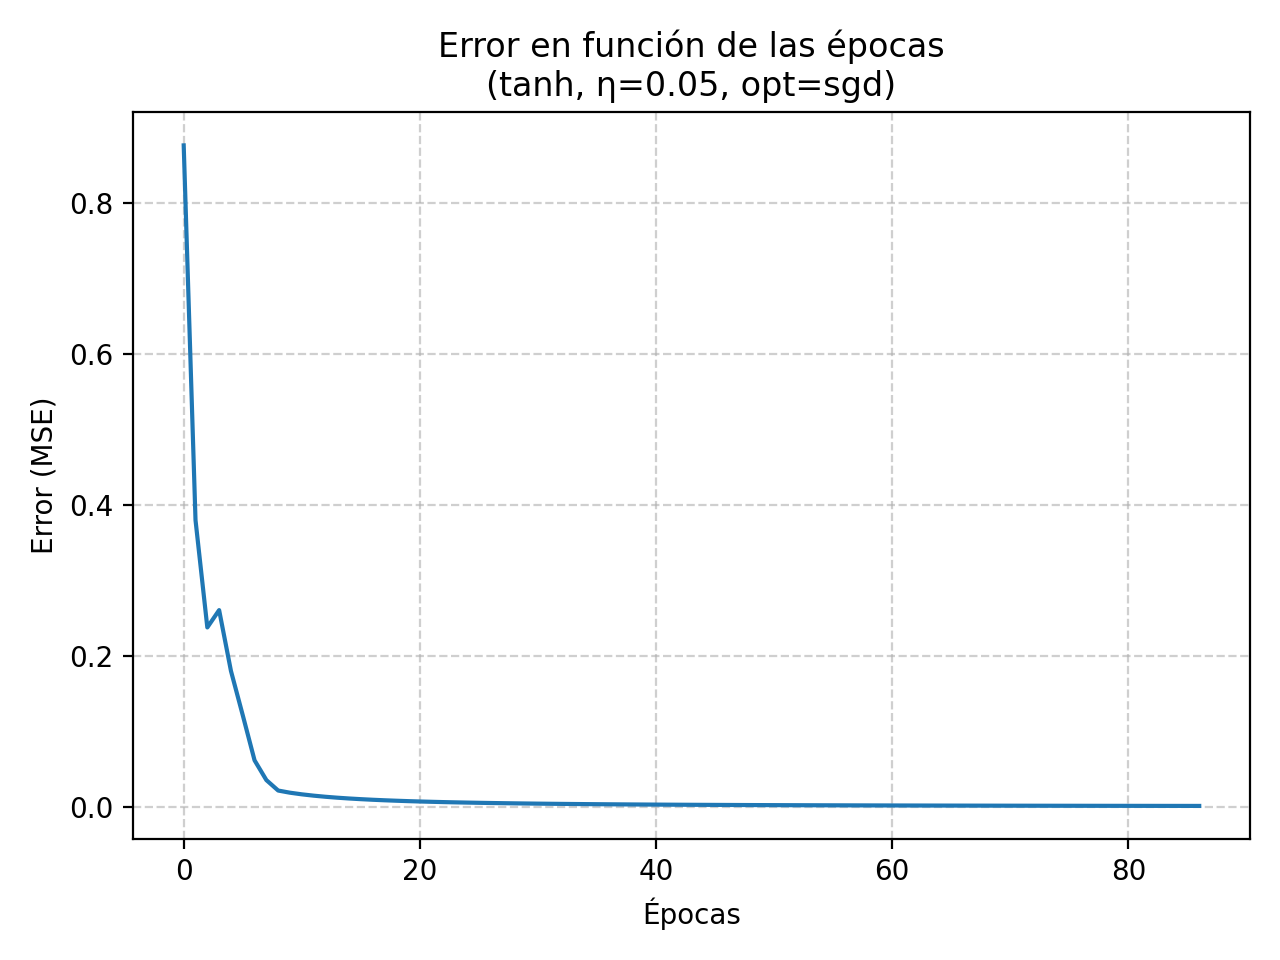 Error en función de las épocas
(tanh, η=0.05, opt=sgd)
Error (MSE)
0.8
0.6
0.4
0.2
0.0
0 20 40 60 80
Épocas